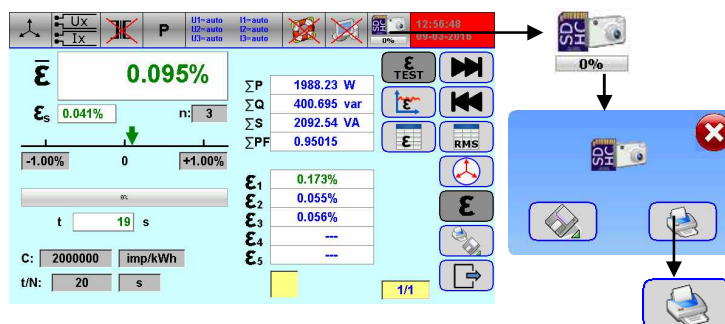 Ux
Ix
P
U1=auto
U2=auto
U3=auto
I1=auto
I2=auto
I3=auto
SD HC
0%
12:56:48
09-03-2016
SD HC
0%
ε 0.095%
εs 0.041% n: 3
-1.00% 0 +1.00%
t 19 s
C: 2000000 imp/kWh
t/N: 20 s
∑P 1988.23 W
∑Q 400.695 var
∑S 2092.54 VA
∑PF 0.95015
ε1 0.173%
ε2 0.055%
ε3 0.056%
ε4 ---
ε5 ---
1/1
ε TEST
ε
ε
RMS
ε
SD HC